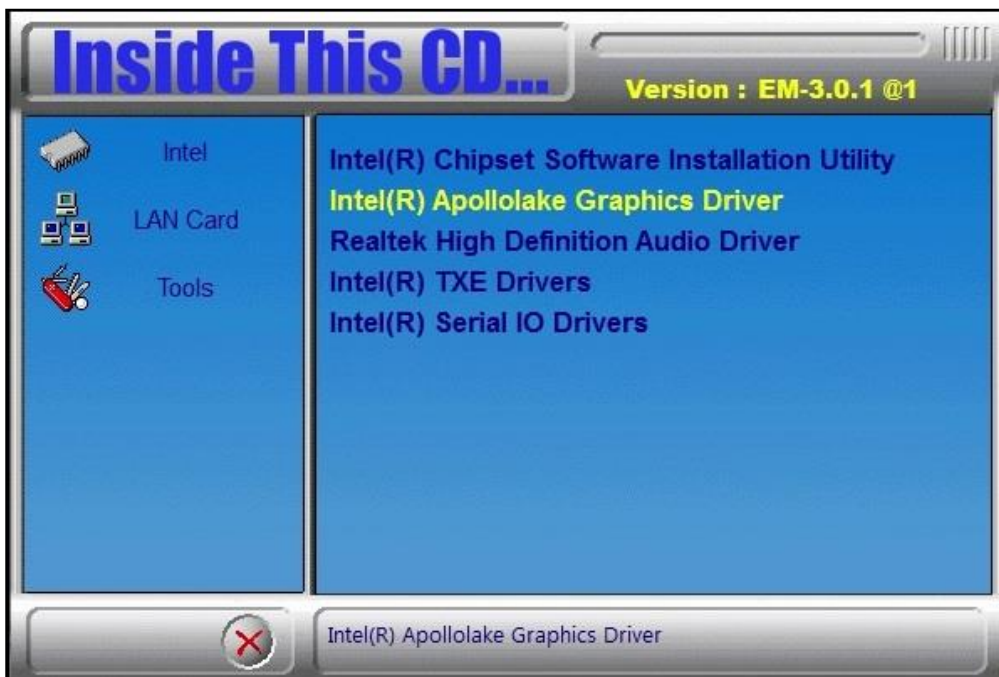 Inside This CD...
Version : EM-3.0.1 @1
Intel
LAN Card
Tools
Intel(R) Chipset Software Installation Utility
Intel(R) Apollolake Graphics Driver
Realtek High Definition Audio Driver
Intel(R) TXE Drivers
Intel(R) Serial IO Drivers
Intel(R) Apollolake Graphics Driver